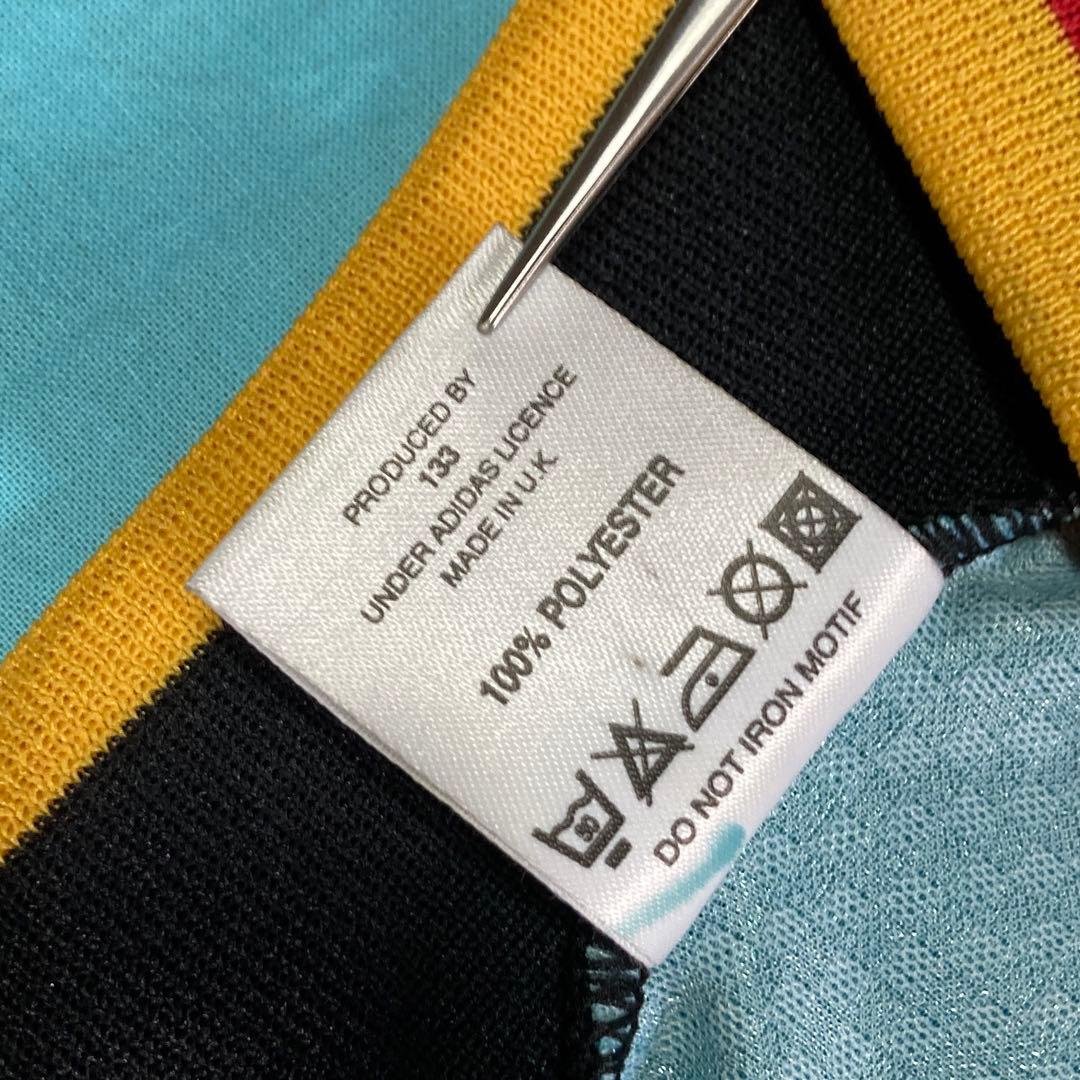 PRODUCED BY
133
UNDER ADIDAS LICENCE
MADE IN U.K
100% POLYESTER
DO NOT IRON MOTIF